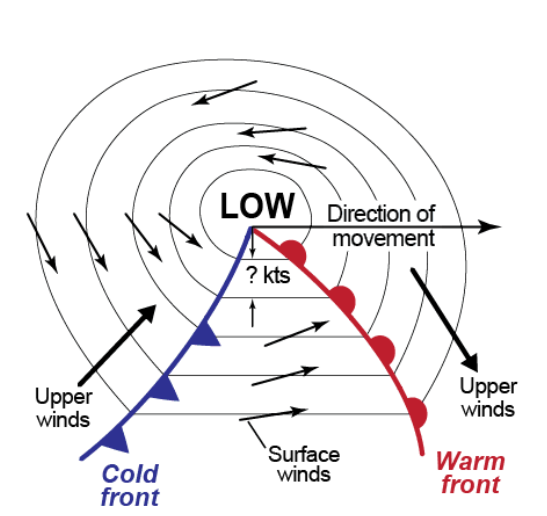 LOW
Direction of
movement
? kts
Upper
winds
Upper
winds
Surface
winds
Cold
front
Warm
front